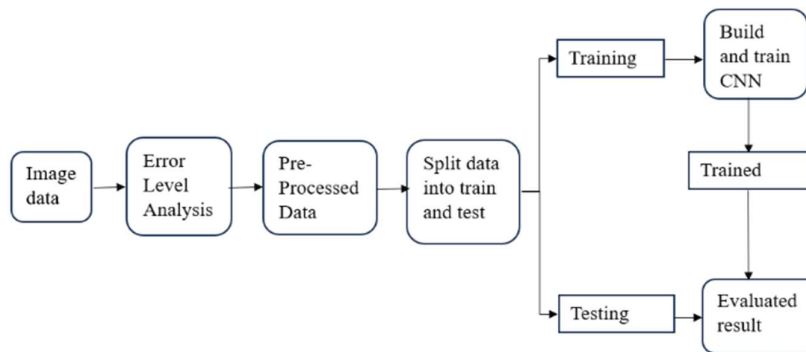 Image
data
Error
Level
Analysis
Pre-
Processed
Data
Split data
into train
and test
Training
Build
and train
CNN
Trained
Testing
Evaluated
result